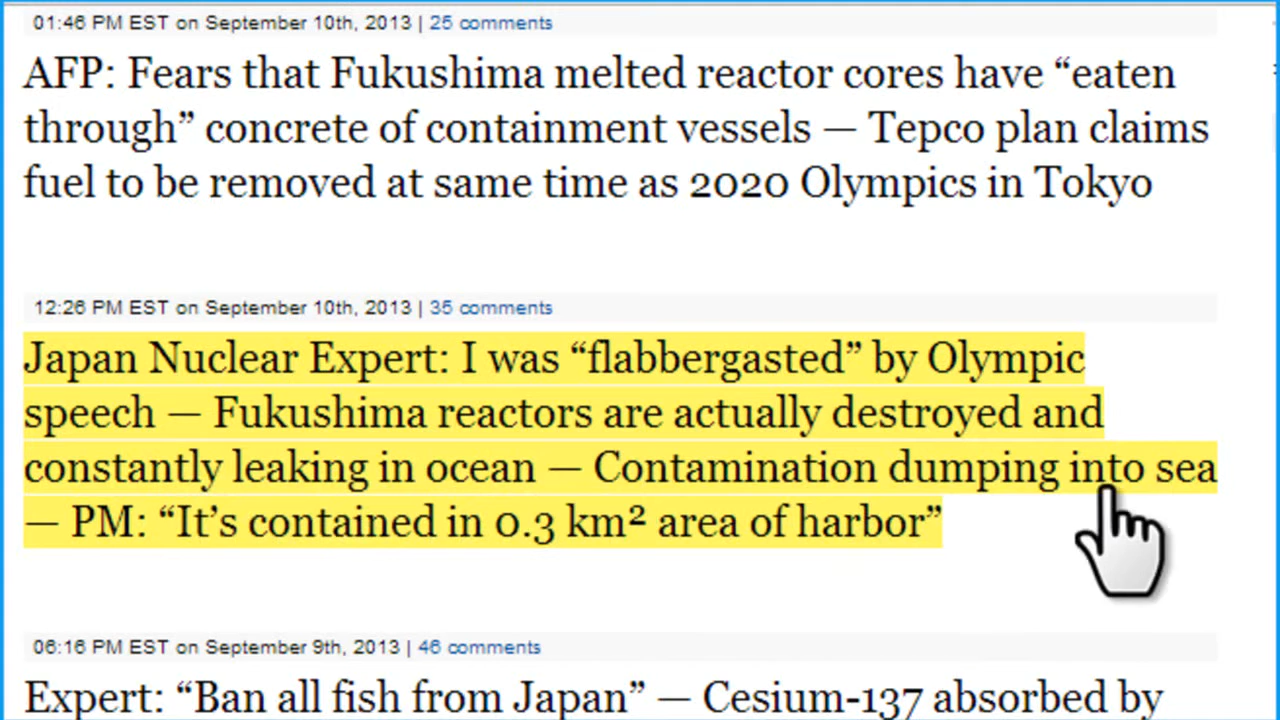 01:46 PM EST on September 10th, 2013 | 25 comments
AFP: Fears that Fukushima melted reactor cores have “eaten
through” concrete of containment vessels — Tepco plan claims
fuel to be removed at same time as 2020 Olympics in Tokyo
12:26 PM EST on September 10th, 2013 | 35 comments
Japan Nuclear Expert: I was “flabbergasted” by Olympic
speech — Fukushima reactors are actually destroyed and
constantly leaking in ocean — Contamination dumping into sea
— PM: “It’s contained in 0.3 km² area of harbor”
06:16 PM EST on September 9th, 2013 | 46 comments
Expert: “Ban all fish from Japan” — Cesium-137 absorbed by